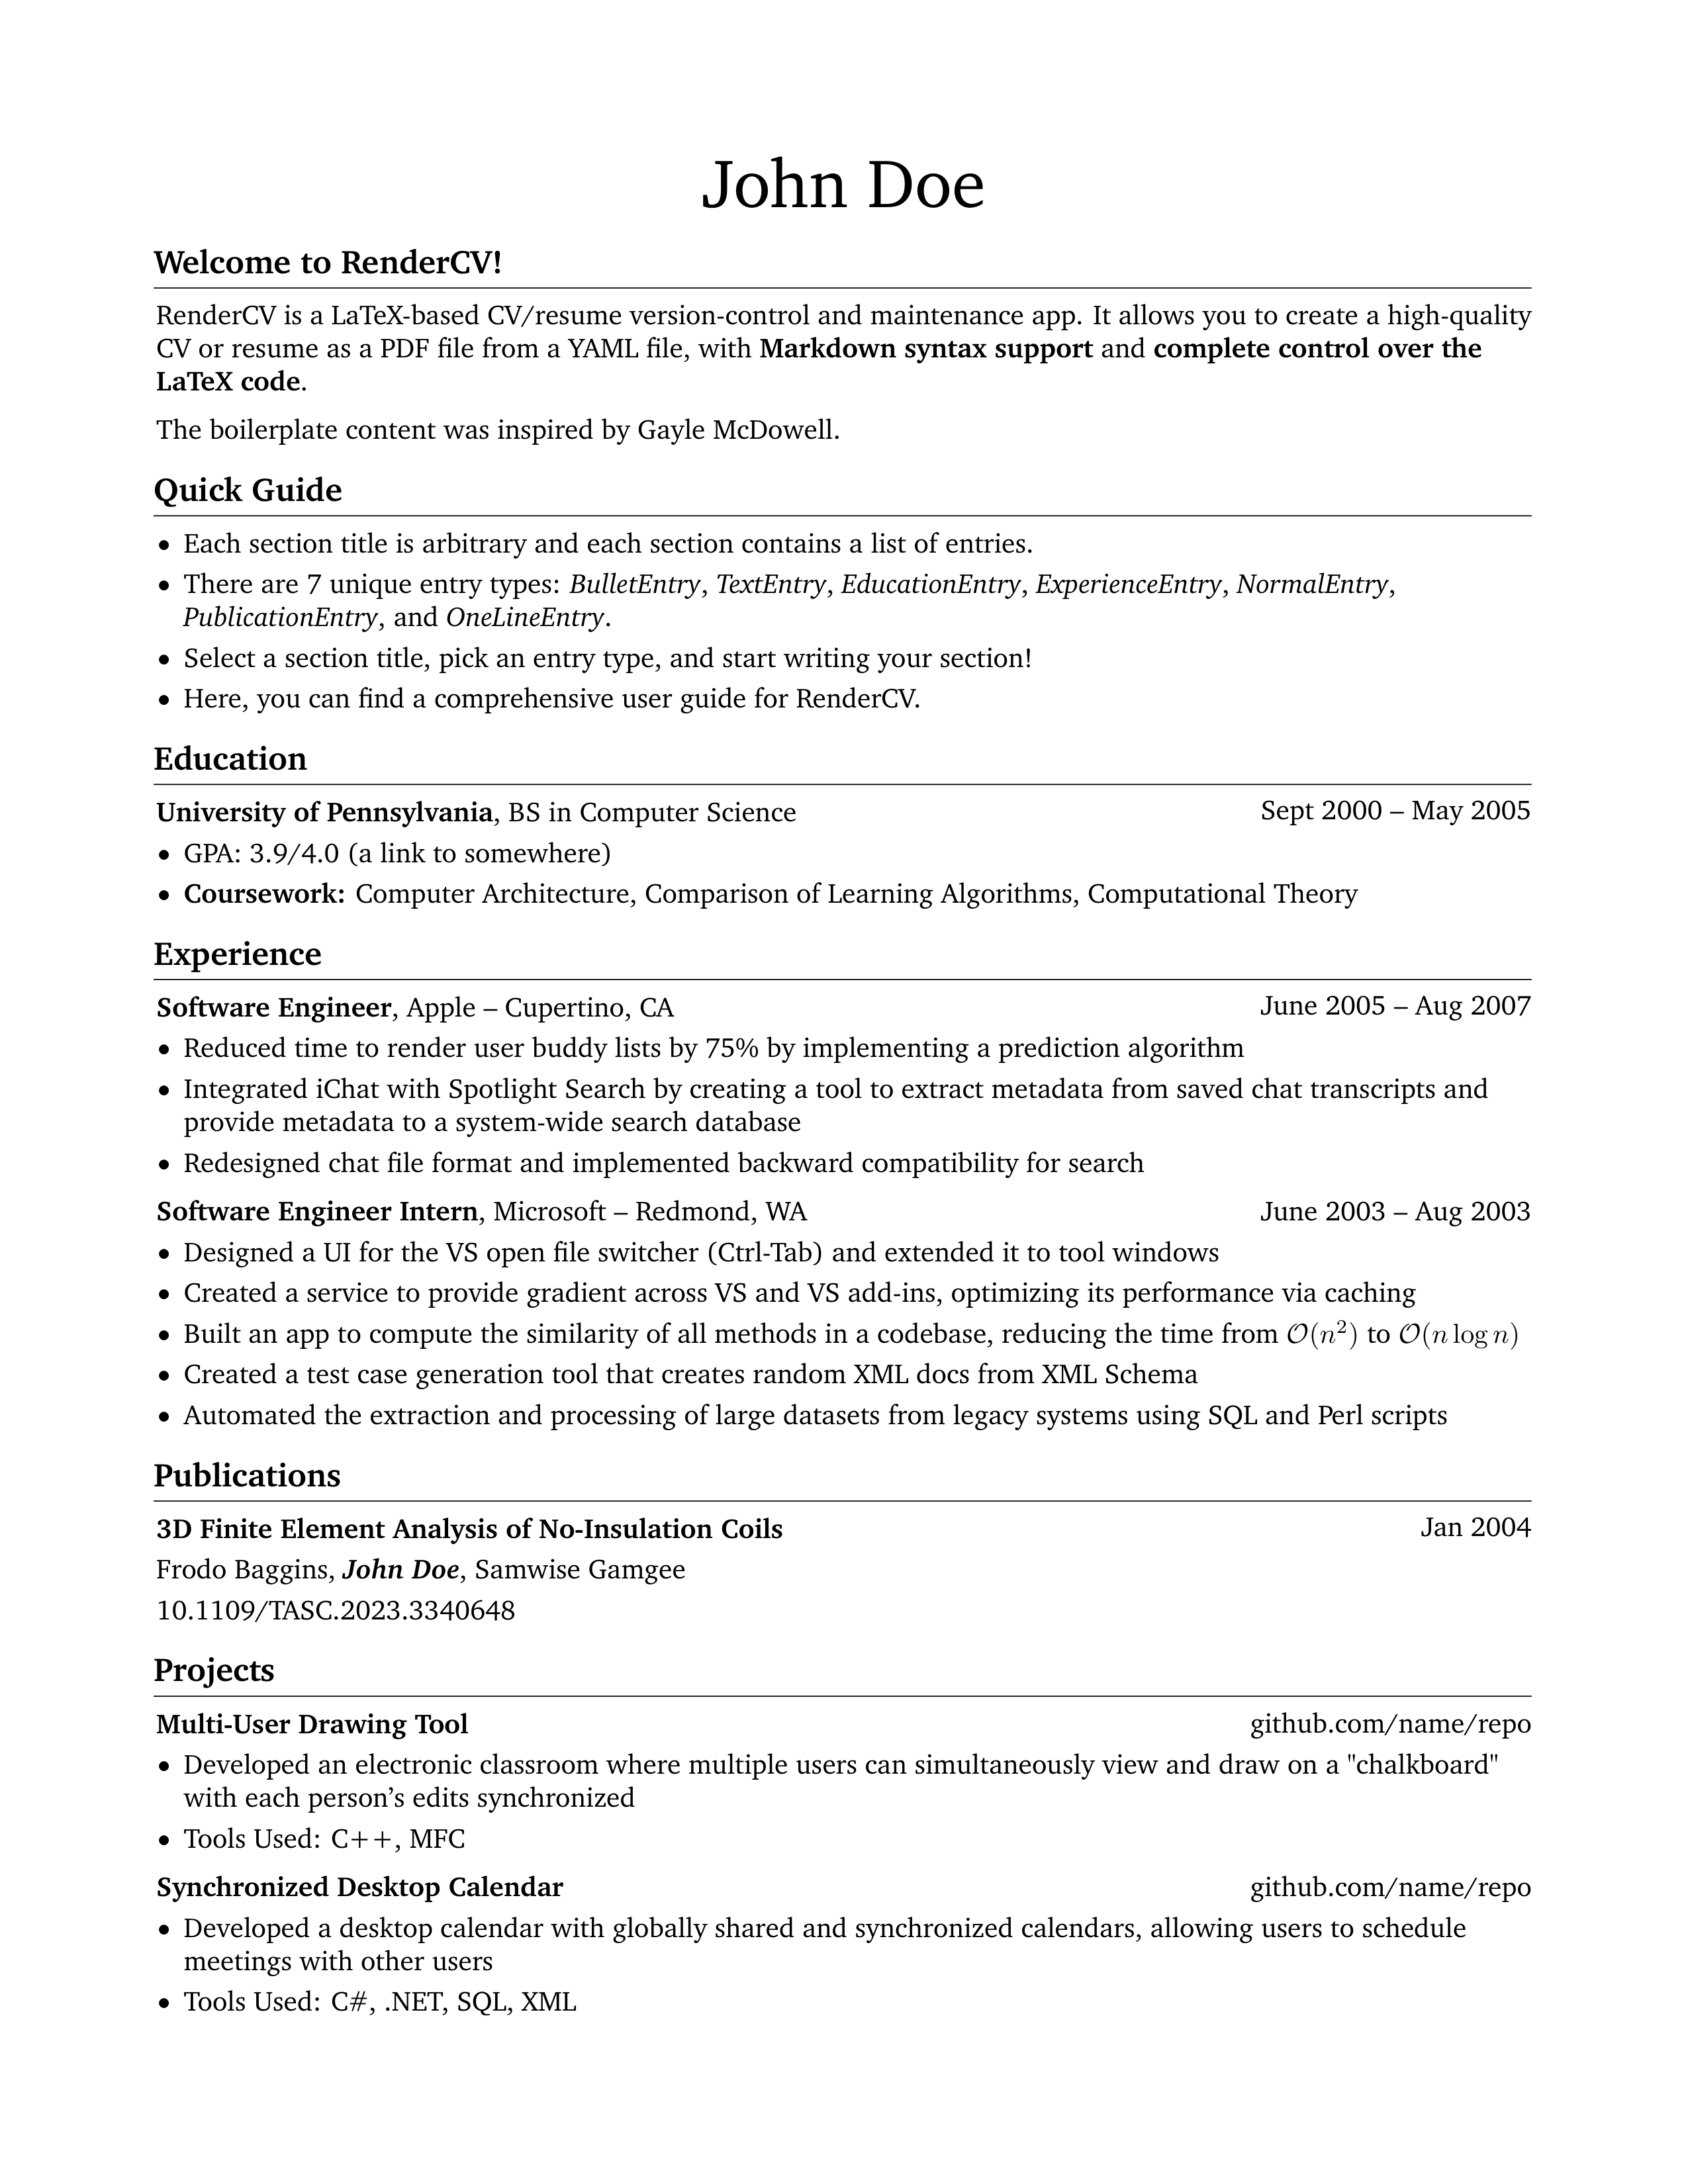 John Doe
Welcome to RenderCV!
RenderCV is a LaTeX-based CV/resume version-control and maintenance app. It allows you to create a high-quality
CV or resume as a PDF file from a YAML file, with Markdown syntax support and complete control over the
LaTeX code.
The boilerplate content was inspired by Gayle McDowell.
Quick Guide
• Each section title is arbitrary and each section contains a list of entries.
• There are 7 unique entry types: BulletEntry, TextEntry, EducationEntry, ExperienceEntry, NormalEntry,
PublicationEntry, and OneLineEntry.
• Select a section title, pick an entry type, and start writing your section!
• Here, you can find a comprehensive user guide for RenderCV.
Education
University of Pennsylvania, BS in Computer Science Sept 2000 – May 2005
• GPA: 3.9/4.0 (a link to somewhere)
• Coursework: Computer Architecture, Comparison of Learning Algorithms, Computational Theory
Experience
Software Engineer, Apple – Cupertino, CA June 2005 – Aug 2007
• Reduced time to render user buddy lists by 75% by implementing a prediction algorithm
• Integrated iChat with Spotlight Search by creating a tool to extract metadata from saved chat transcripts and
provide metadata to a system-wide search database
• Redesigned chat file format and implemented backward compatibility for search
Software Engineer Intern, Microsoft – Redmond, WA June 2003 – Aug 2003
• Designed a UI for the VS open file switcher (Ctrl-Tab) and extended it to tool windows
• Created a service to provide gradient across VS and VS add-ins, optimizing its performance via caching
• Built an app to compute the similarity of all methods in a codebase, reducing the time from 𝒪(n²) to 𝒪(n log n)
• Created a test case generation tool that creates random XML docs from XML Schema
• Automated the extraction and processing of large datasets from legacy systems using SQL and Perl scripts
Publications
3D Finite Element Analysis of No-Insulation Coils Jan 2004
Frodo Baggins, John Doe, Samwise Gamgee
10.1109/TASC.2023.3340648
Projects
Multi-User Drawing Tool github.com/name/repo
• Developed an electronic classroom where multiple users can simultaneously view and draw on a "chalkboard"
with each person’s edits synchronized
• Tools Used: C++, MFC
Synchronized Desktop Calendar github.com/name/repo
• Developed a desktop calendar with globally shared and synchronized calendars, allowing users to schedule
meetings with other users
• Tools Used: C#, .NET, SQL, XML